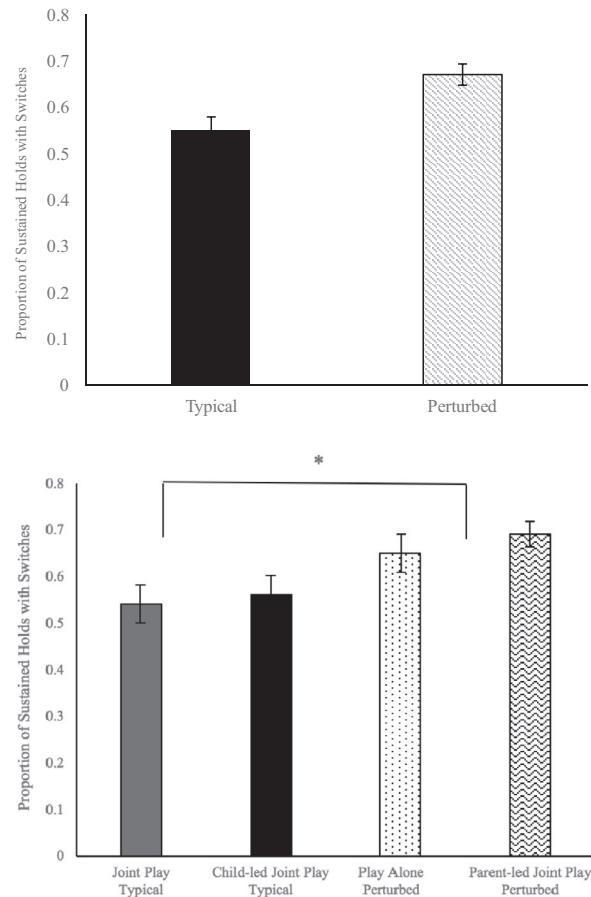 Proportion of Sustained Holds with Switches
0.8
0.7
0.6
0.5
0.4
0.3
0.2
0.1
0
Typical
Perturbed
*
Proportion of Sustained Holds with Switches
0.8
0.7
0.6
0.5
0.4
0.3
0.2
0.1
0
Joint Play
Typical
Child-led Joint Play
Typical
Play Alone
Perturbed
Parent-led Joint Play
Perturbed